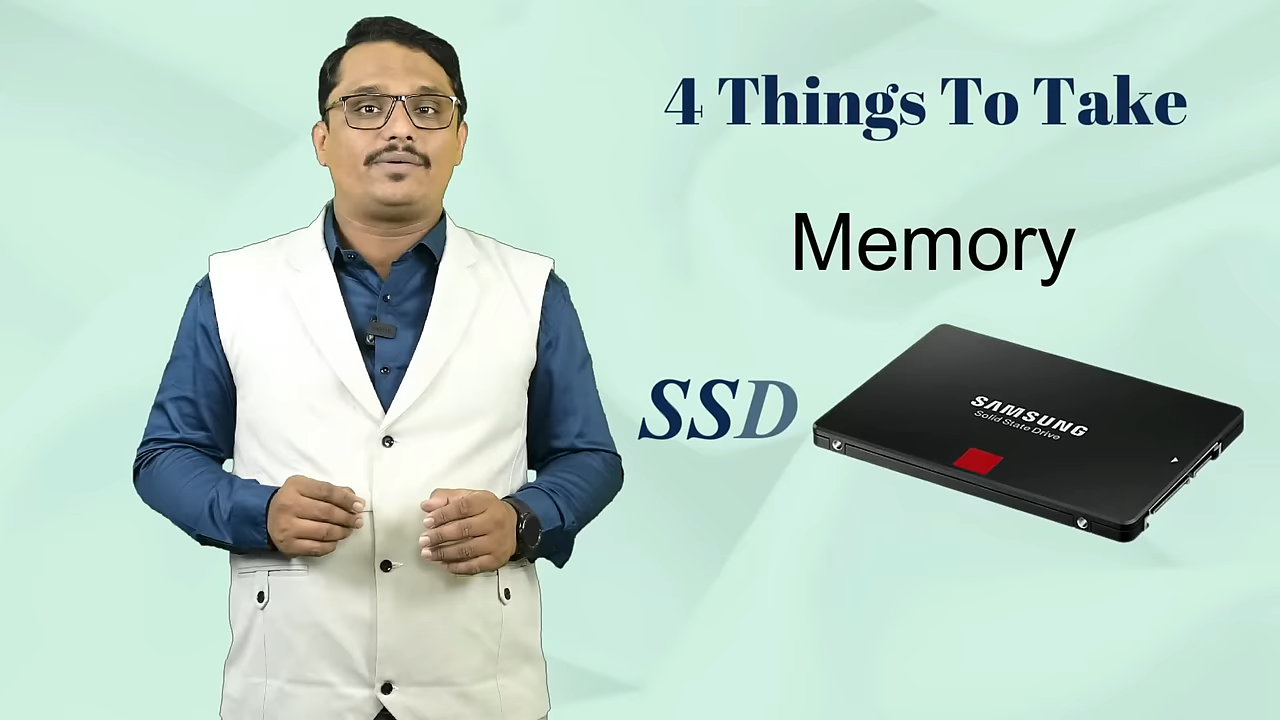 4 Things To Take
Memory
SSD
SAMSUNG
Solid State Drive